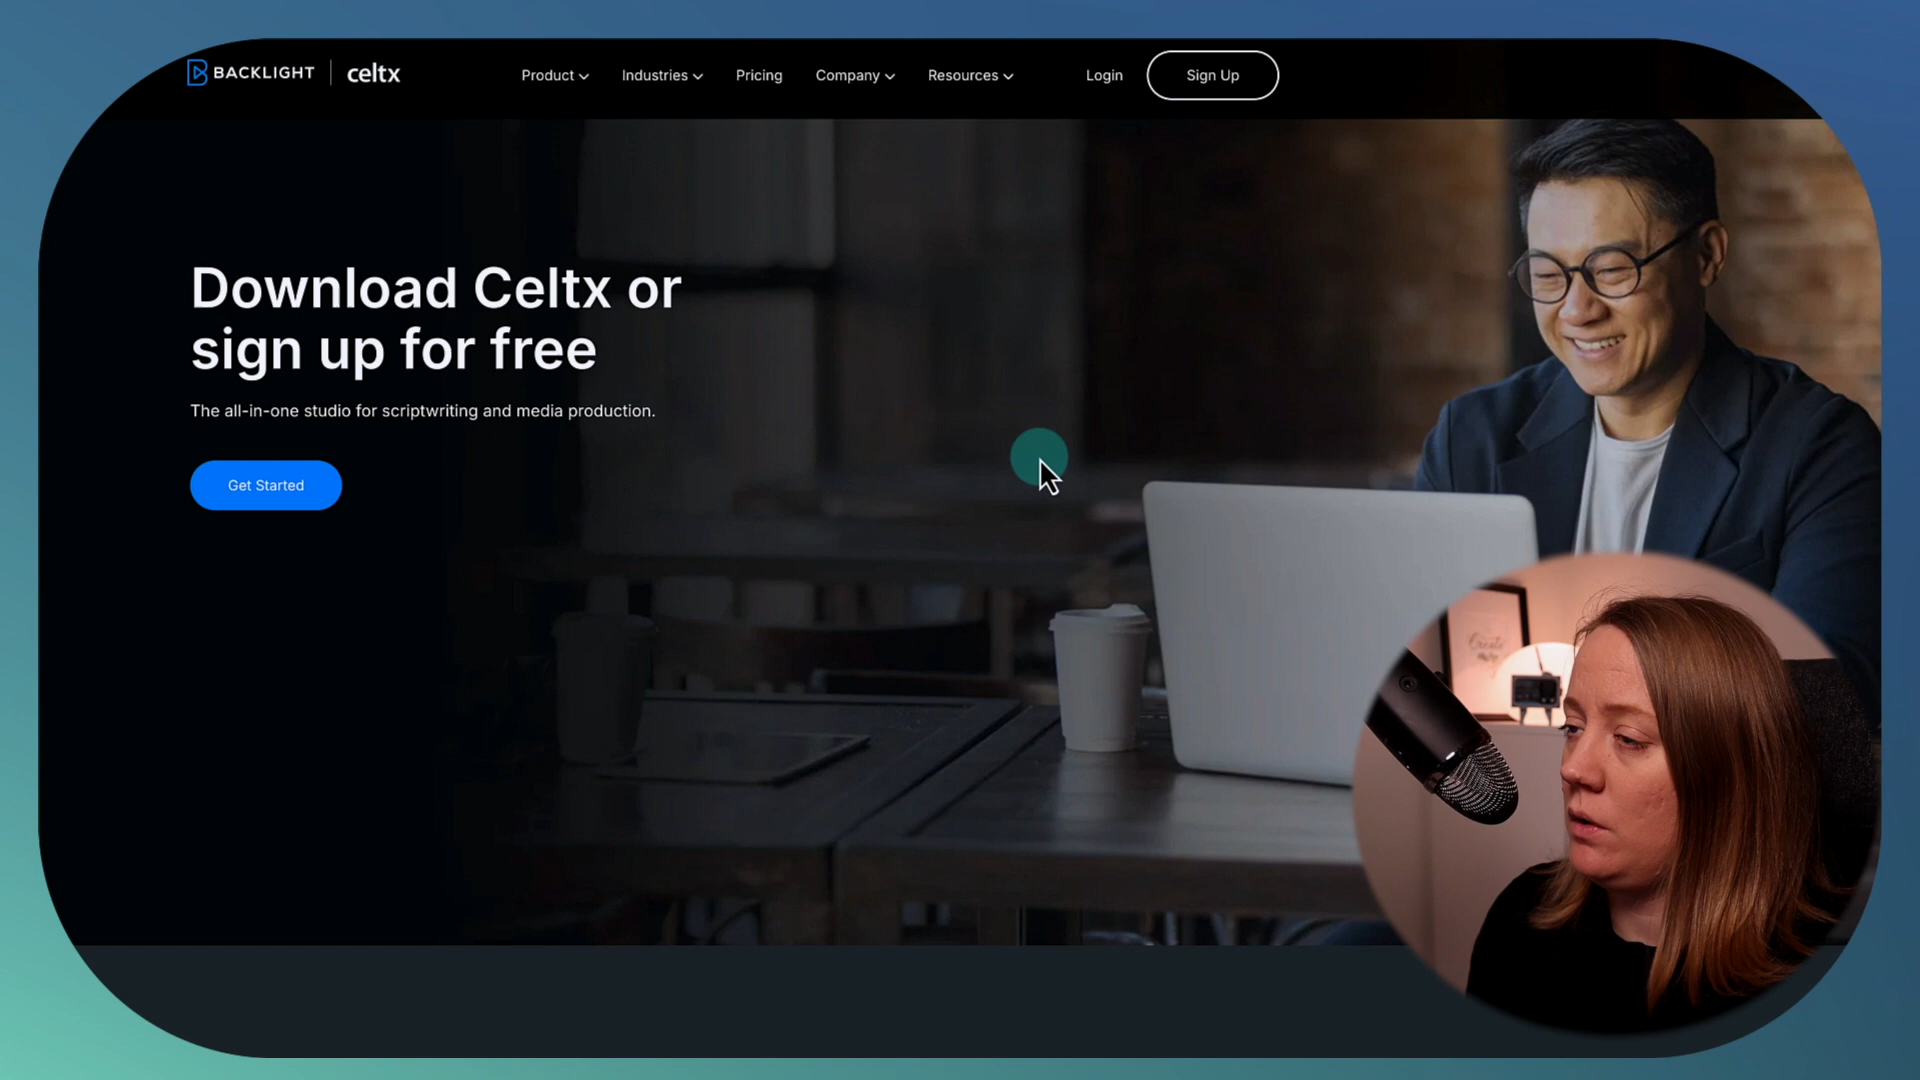 BACKLIGHT celtx Product Industries Pricing Company Resources Login Sign Up
Download Celtx or
sign up for free
The all-in-one studio for scriptwriting and media production.
Get Started
Create